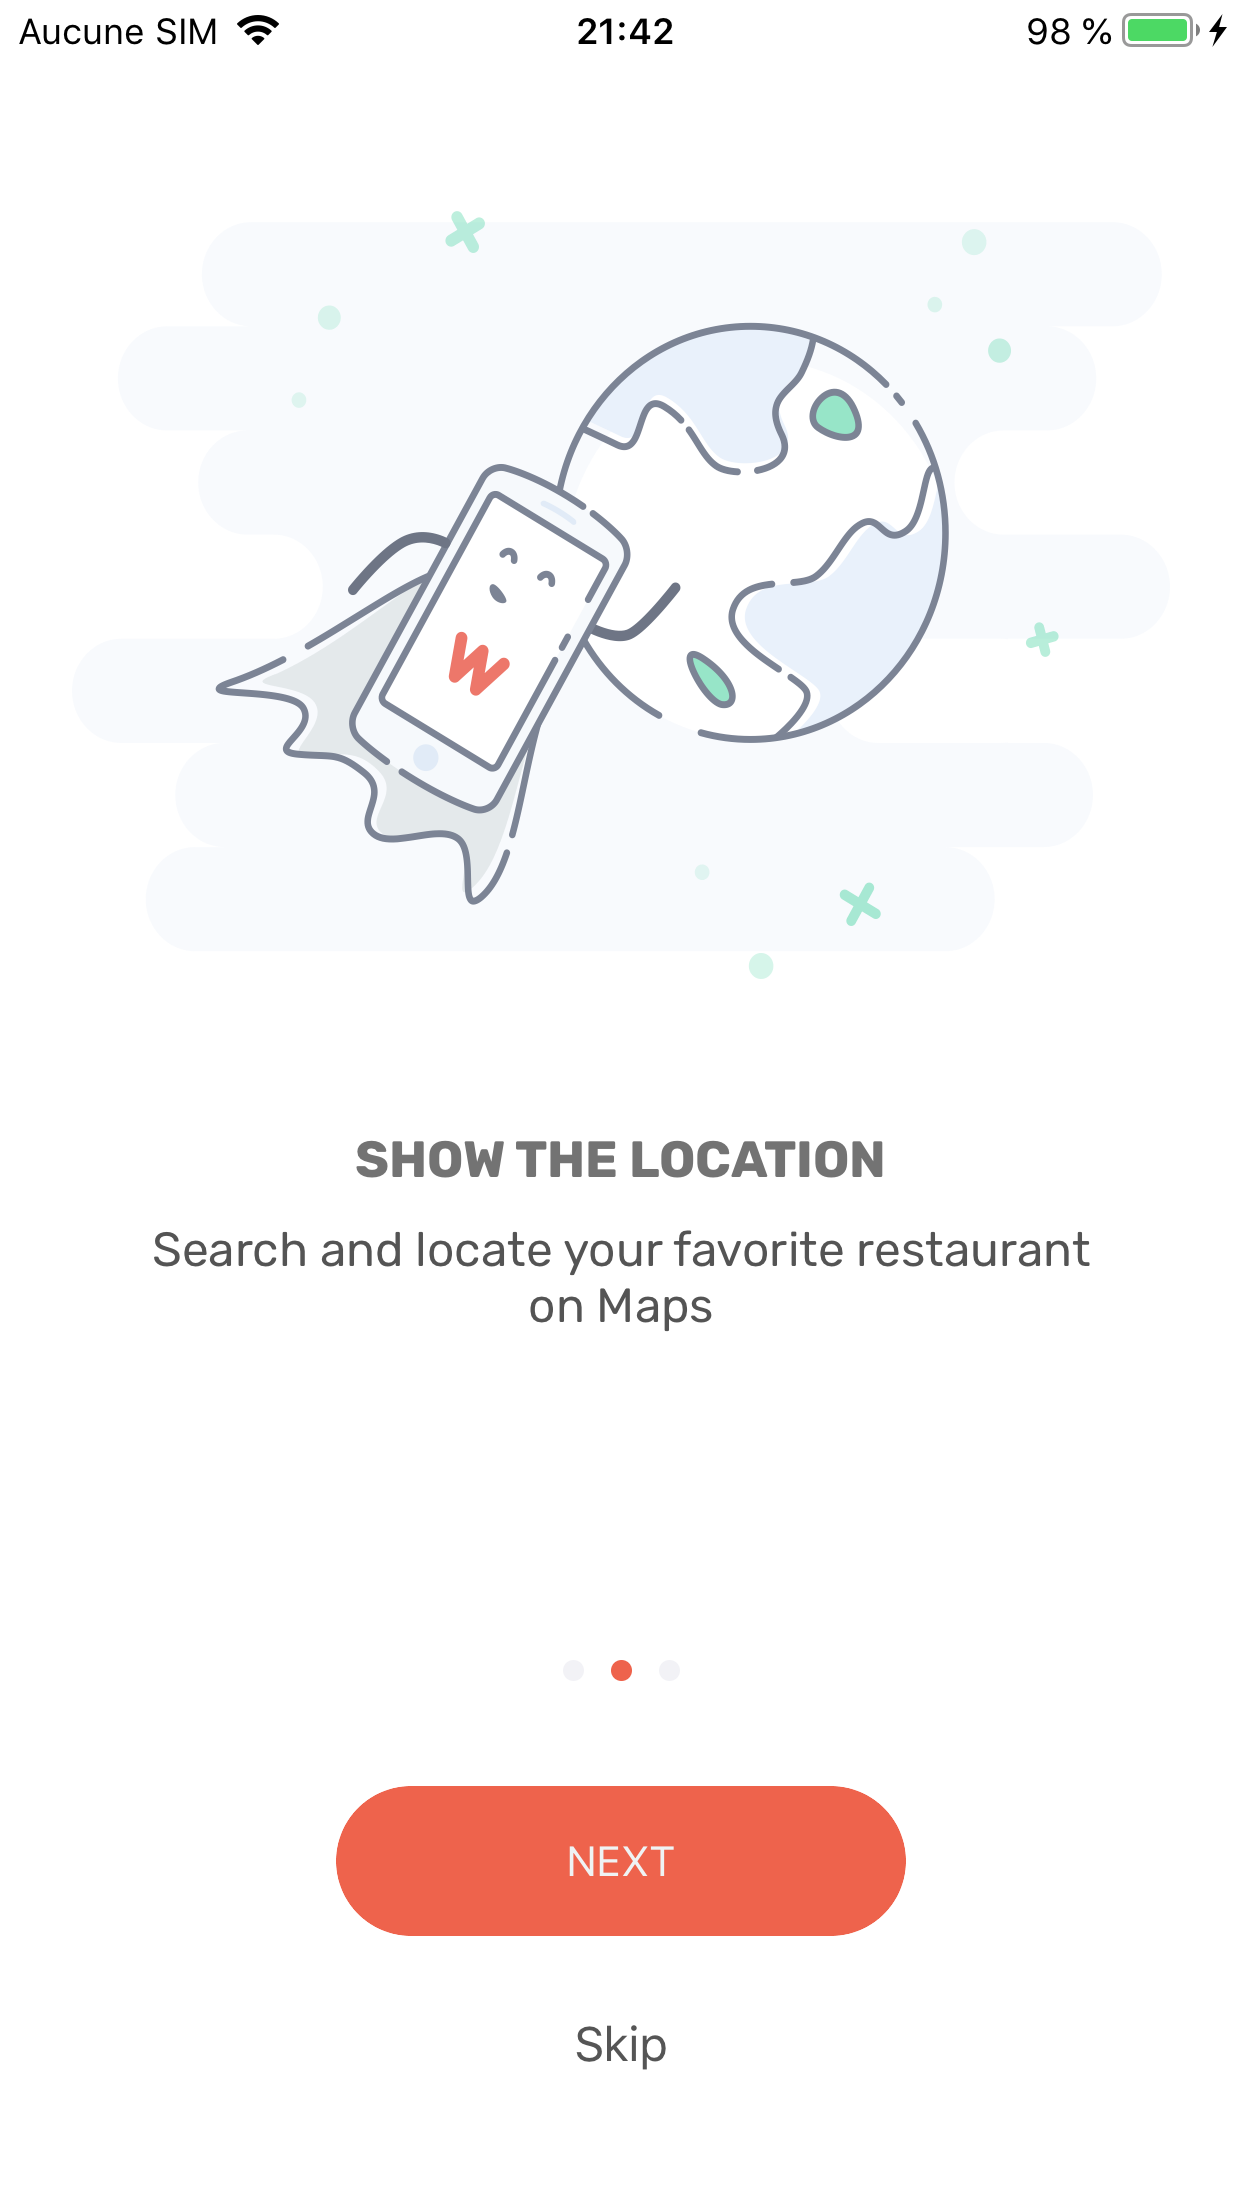 Aucune SIM 21:42 98 %
W
SHOW THE LOCATION
Search and locate your favorite restaurant
on Maps
NEXT
Skip